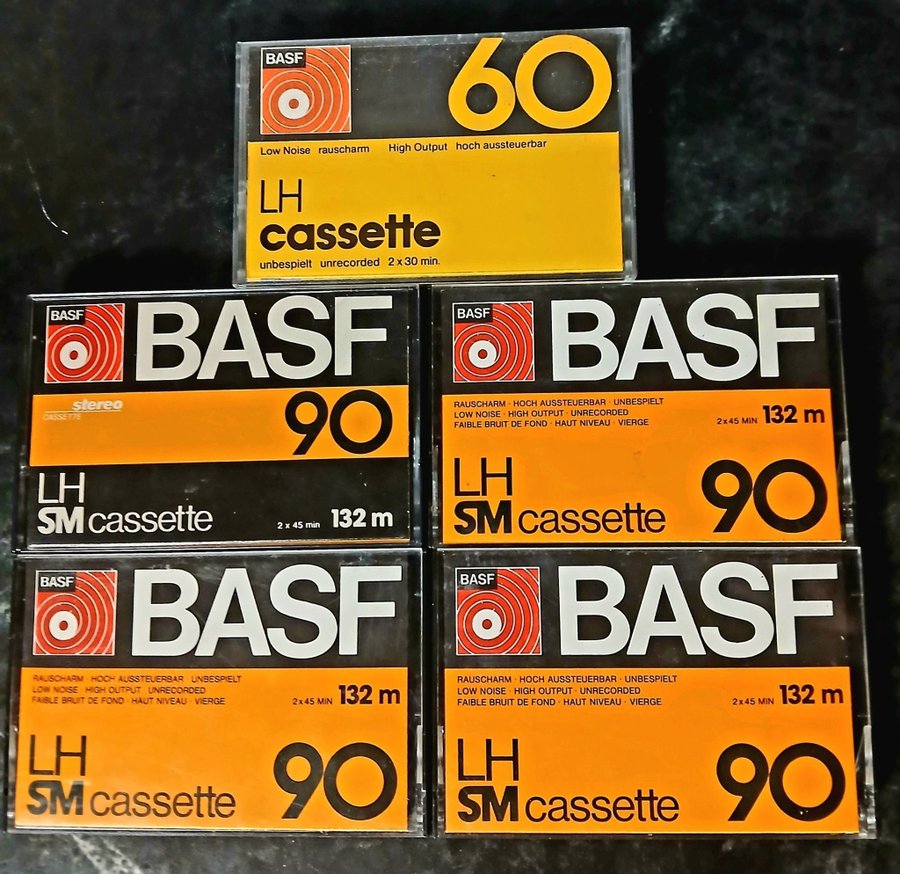 BASF
60
Low Noise rauscharm High Output hoch aussteuerbar
LH
cassette
unbespielt unrecorded 2 x 30 min.
BASF
BASF
stereo
CASSETTE
90
LH
SM cassette
2 x 45 min 132 m
BASF
BASF
RAUSCHARM · HOCH AUSSTEUERBAR · UNBESPIELT
LOW NOISE · HIGH OUTPUT · UNRECORDED
FAIBLE BRUIT DE FOND · HAUT NIVEAU · VIERGE
2 x 45 MIN 132 m
LH
SM cassette
90
BASF
BASF
RAUSCHARM · HOCH AUSSTEUERBAR UNBESPIELT
LOW NOISE · HIGH OUTPUT UNRECORDED
FAIBLE BRUIT DE FOND · HAUT NIVEAU · VIERGE
2 x 45 MIN 132 m
LH
SM cassette
90
BASF
BASF
RAUSCHARM · HOCH AUSSTEUERBAR · UNBESPIELT
LOW NOISE · HIGH OUTPUT · UNRECORDED
FAIBLE BRUIT DE FOND · HAUT NIVEAU · VIERGE
2 x 45 MIN 132 m
LH
SM cassette
90